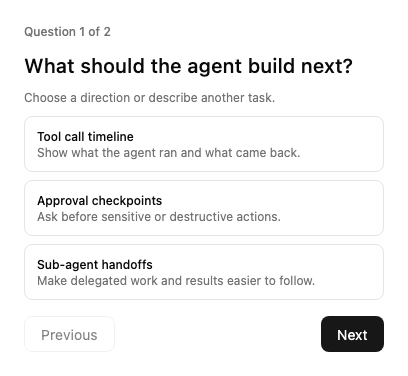 Question 1 of 2
What should the agent build next?
Choose a direction or describe another task.
Tool call timeline
Show what the agent ran and what came back.
Approval checkpoints
Ask before sensitive or destructive actions.
Sub-agent handoffs
Make delegated work and results easier to follow.
Previous
Next